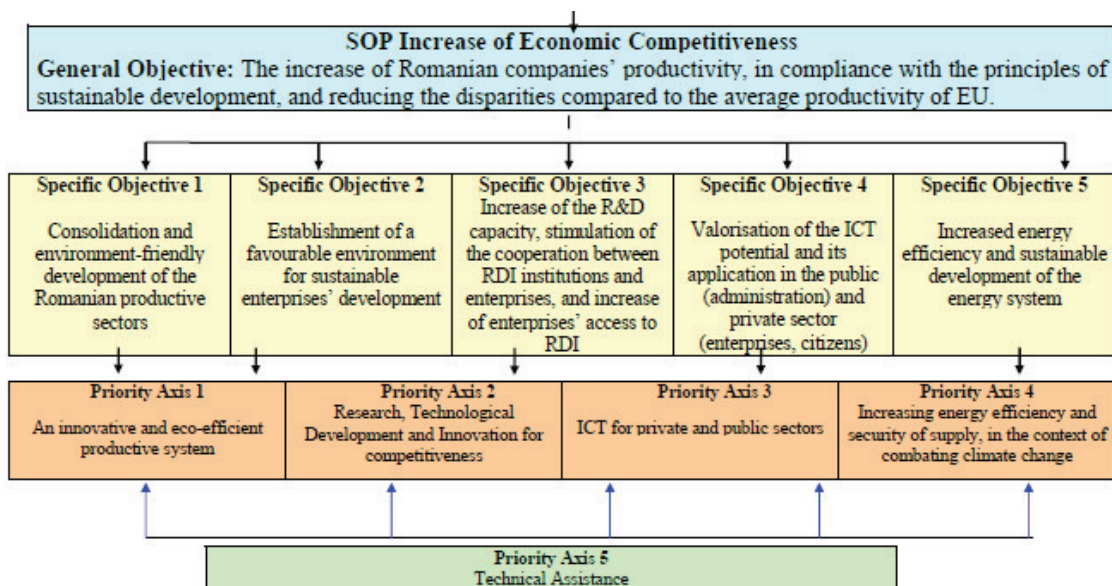 SOP Increase of Economic Competitiveness
General Objective: The increase of Romanian companies' productivity, in compliance with the principles of
sustainable development, and reducing the disparities compared to the average productivity of EU.
Specific Objective 1
Consolidation and
environment-friendly
development of the
Romanian productive
sectors
Specific Objective 2
Establishment of a
favourable environment
for sustainable
enterprises' development
Specific Objective 3
Increase of the R&D
capacity, stimulation of
the cooperation between
RDI institutions and
enterprises, and increase
of enterprises' access to
RDI
Specific Objective 4
Valorisation of the ICT
potential and its
application in the public
(administration) and
private sector
(enterprises, citizens)
Specific Objective 5
Increased energy
efficiency and sustainable
development of the
energy system
Priority Axis 1
An innovative and eco-efficient
productive system
Priority Axis 2
Research, Technological
Development and Innovation for
competitiveness
Priority Axis 3
ICT for private and public sectors
Priority Axis 4
Increasing energy efficiency and
security of supply, in the context of
combating climate change
Priority Axis 5
Technical Assistance